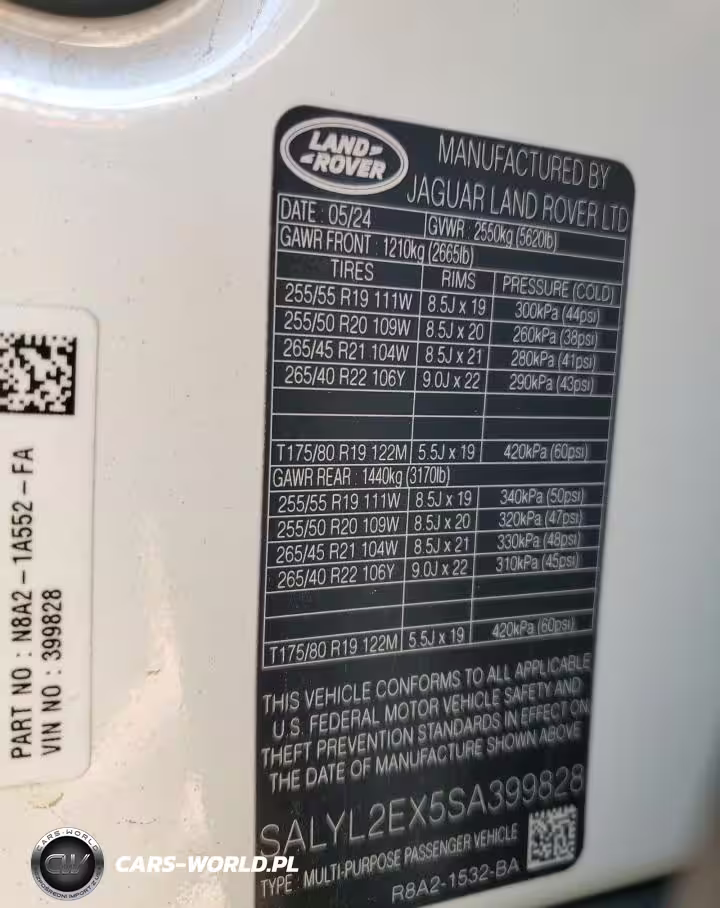 LAND-
-ROVER
MANUFACTURED BY
JAGUAR LAND ROVER LTD
DATE : 05/24 GVWR : 2550kg (5620lb)
GAWR FRONT : 1210kg (2665lb)
TIRES RIMS PRESSURE (COLD)
255/55 R19 111W 8.5J x 19 300kPa (44psi)
255/50 R20 109W 8.5J x 20 260kPa (38psi)
265/45 R21 104W 8.5J x 21 280kPa (41psi)
265/40 R22 106Y 9.0J x 22 290kPa (43psi)
T175/80 R19 122M 5.5J x 19 420kPa (60psi)
GAWR REAR : 1440kg (3170lb)
255/55 R19 111W 8.5J x 19 340kPa (50psi)
255/50 R20 109W 8.5J x 20 320kPa (47psi)
265/45 R21 104W 8.5J x 21 330kPa (48psi)
265/40 R22 106Y 9.0J x 22 310kPa (45psi)
T175/80 R19 122M 5.5J x 19 420kPa (60psi)
THIS VEHICLE CONFORMS TO ALL APPLICABLE
U.S. FEDERAL MOTOR VEHICLE SAFETY AND
THEFT PREVENTION STANDARDS IN EFFECT ON
THE DATE OF MANUFACTURE SHOWN ABOVE
SALYL2EX5SA399828
TYPE : MULTI-PURPOSE PASSENGER VEHICLE
R8A2-1532-BA
PART NO : N8A2-1A552-FA
VIN NO : 399828
CARS-WORLD
CW
CARS-WORLD.PL